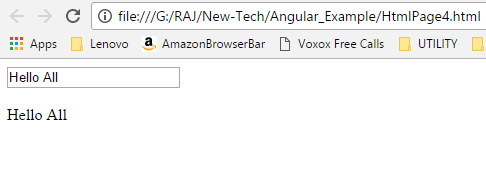 file:///G:/RAJ/New-Tech/Angular_Example/HtmlPage4.html
Apps Lenovo AmazonBrowserBar Voxox Free Calls UTILITY
Hello All
Hello All